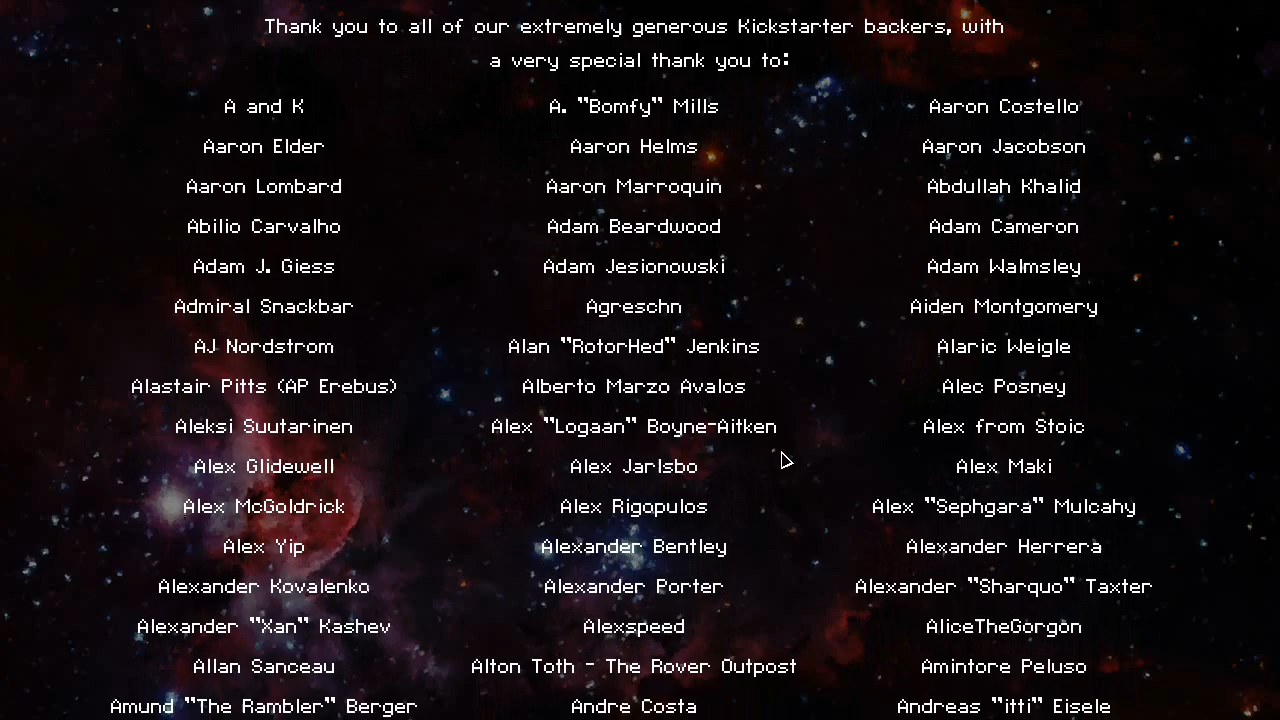 Thank you to all of our extremely generous Kickstarter backers, with
a very special thank you to:
A and K A. "Bomfy" Mills Aaron Costello
Aaron Elder Aaron Helms Aaron Jacobson
Aaron Lombard Aaron Marroquin Abdullah Khalid
Abilio Carvalho Adam Beardwood Adam Cameron
Adam J. Giess Adam Jesionowski Adam Walmsley
Admiral Snackbar Agreschn Aiden Montgomery
AJ Nordstrom Alan "RotorHed" Jenkins Alaric Weigle
Alastair Pitts (AP Erebus) Alberto Marzo Avalos Alec Posney
Aleksi Suutarinen Alex "Logaan" Boyne-Aitken Alex from Stoic
Alex Glidewell Alex Jarlsbo Alex Maki
Alex McGoldrick Alex Rigopulos Alex "Sephgara" Mulcahy
Alex Yip Alexander Bentley Alexander Herrera
Alexander Kovalenko Alexander Porter Alexander "Sharquo" Taxter
Alexander "Xan" Kashev Alexspeed AliceTheGorgon
Allan Sanceau Alton Toth - The Rover Outpost Amintore Peluso
Amund "The Rambler" Berger Andre Costa Andreas "itti" Eisele